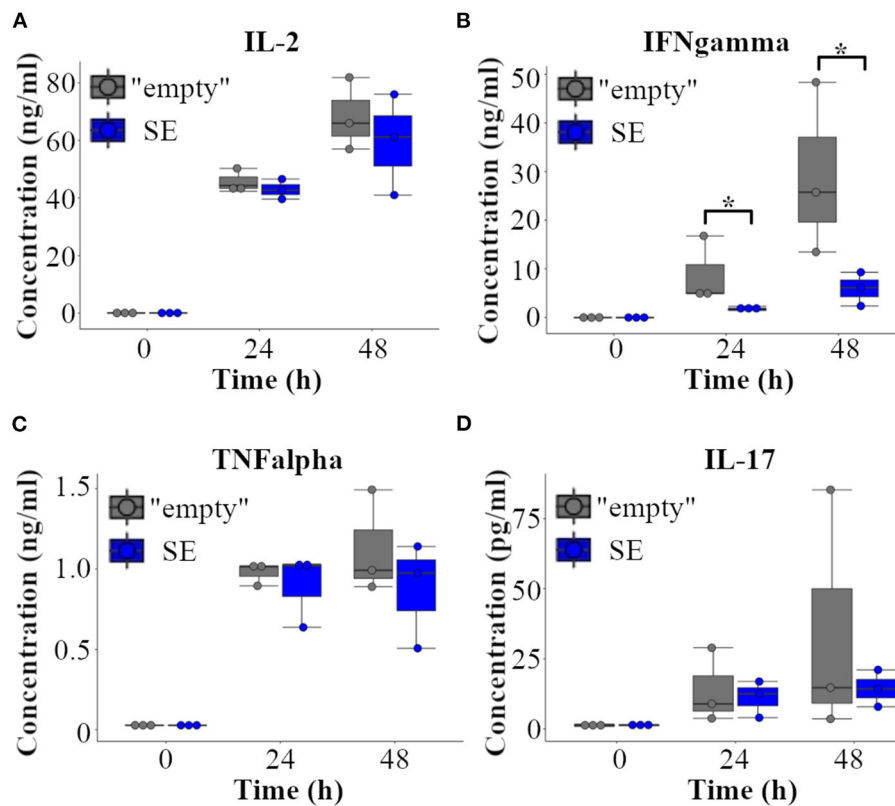 A
IL-2
Concentration (ng/ml)
80
60
40
20
0
"empty"
SE
0 24 48
Time (h)
B
IFNgamma
Concentration (ng/ml)
50
40
30
20
10
0
"empty"
SE
*
*
0 24 48
Time (h)
C
TNFalpha
Concentration (ng/ml)
1.5
1.0
0.5
0
"empty"
SE
0 24 48
Time (h)
D
IL-17
Concentration (pg/ml)
75
25
25
0
"empty"
SE
0 24 48
Time (h)